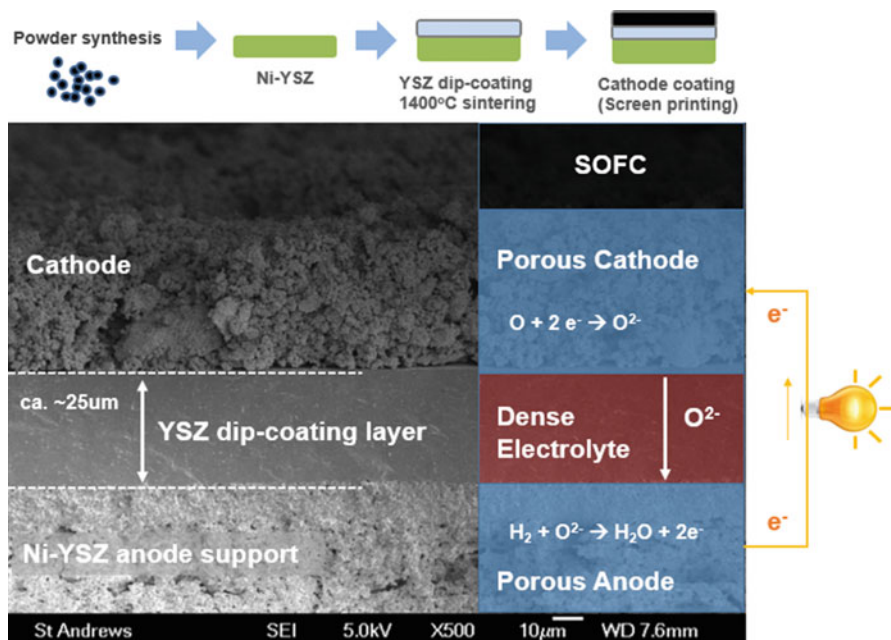 Powder synthesis
Ni-YSZ
YSZ dip-coating
1400°C sintering
Cathode coating
(Screen printing)
SOFC
Cathode
Porous Cathode
O + 2 e⁻ → O²⁻
e⁻
ca. ~25um
YSZ dip-coating layer
Dense
Electrolyte
O²⁻
Ni-YSZ anode support
H₂ + O²⁻ → H₂O + 2e⁻
Porous Anode
e⁻
St Andrews SEI 5.0kV X500 10μm WD 7.6mm